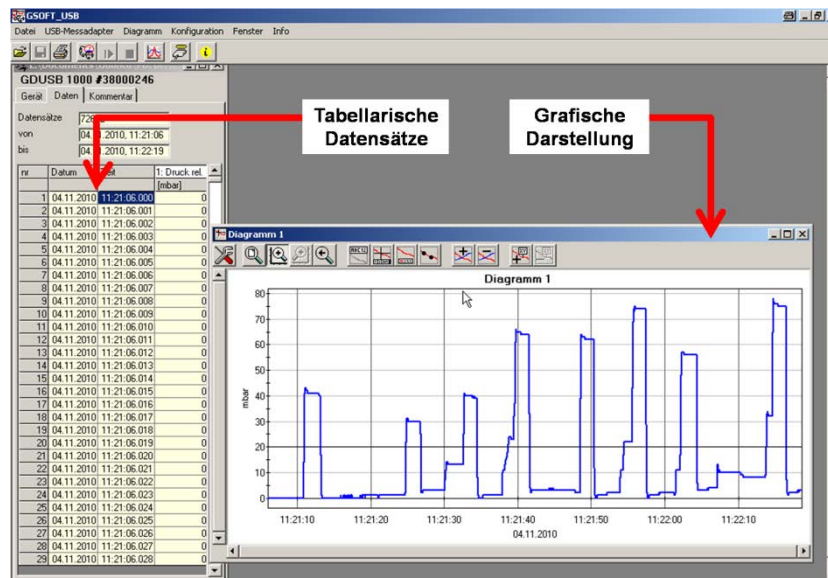 GSOFT_USB
Datei USB-Messadapter Diagramm Konfiguration Fenster Info
GDUSB 1000 #38000246
Gerät Daten Kommentar
Datensätze
von 04. .2010, 11:21:06
bis 04. .2010, 11:22:19
Tabellarische
Datensätze
Grafische
Darstellung
nr Datum 1: Druck rel.
[mbar]
1 04.11.2010 11:21:06.000 0
2 04.11.2010 11:21:06.001 0
3 04.11.2010 11:21:06.002 0
4 04.11.2010 11:21:06.003 0
5 04.11.2010 11:21:06.004 0
6 04.11.2010 11:21:06.005 0
7 04.11.2010 11:21:06.006 0
8 04.11.2010 11:21:06.007 0
9 04.11.2010 11:21:06.008 0
10 04.11.2010 11:21:06.009 0
11 04.11.2010 11:21:06.010 0
12 04.11.2010 11:21:06.011 0
13 04.11.2010 11:21:06.012 0
14 04.11.2010 11:21:06.013 0
15 04.11.2010 11:21:06.014 0
16 04.11.2010 11:21:06.015 0
17 04.11.2010 11:21:06.016 0
18 04.11.2010 11:21:06.017 0
19 04.11.2010 11:21:06.018 0
20 04.11.2010 11:21:06.019 0
21 04.11.2010 11:21:06.020 0
22 04.11.2010 11:21:06.021 0
23 04.11.2010 11:21:06.022 0
24 04.11.2010 11:21:06.023 0
25 04.11.2010 11:21:06.024 0
26 04.11.2010 11:21:06.025 0
27 04.11.2010 11:21:06.026 0
28 04.11.2010 11:21:06.027 0
29 04.11.2010 11:21:06.028 0
Diagramm 1
Diagramm 1
80
70
60
50
40
30
20
10
0
mbar
11:21:10 11:21:20 11:21:30 11:21:40 11:21:50 11:22:00 11:22:10
04.11.2010